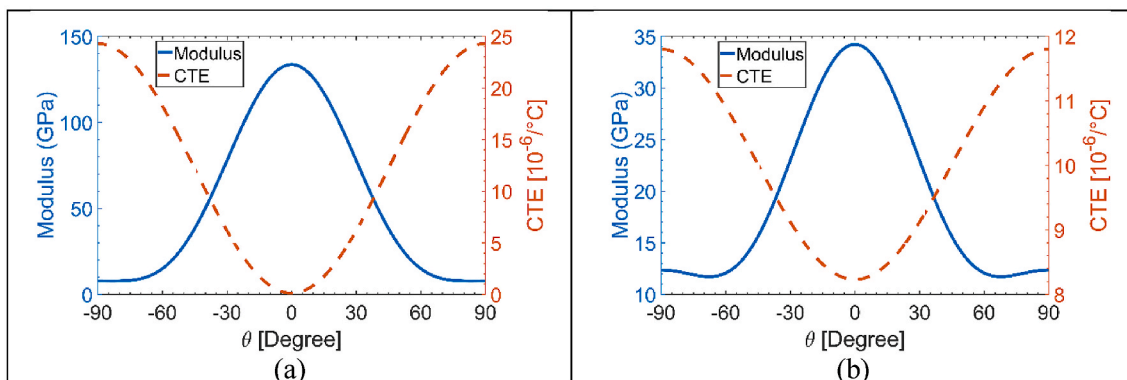 150
100
50
0
Modulus (GPa)
Modulus
CTE
25
20
15
10
5
0
CTE [10⁻⁶/°C]
-90 -60 -30 0 30 60 90
θ [Degree]
(a)
35
30
25
20
15
10
Modulus (GPa)
Modulus
CTE
12
11
10
9
8
CTE [10⁻⁶/°C]
-90 -60 -30 0 30 60 90
θ [Degree]
(b)